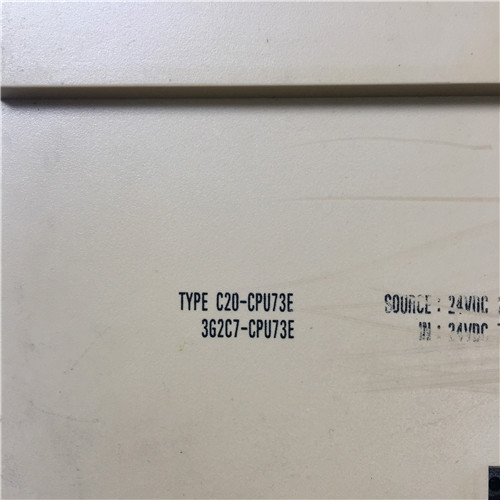 TYPE C20-CPU73E
3G2C7-CPU73E
SOURCE : 24VDC
IN : 24VDC